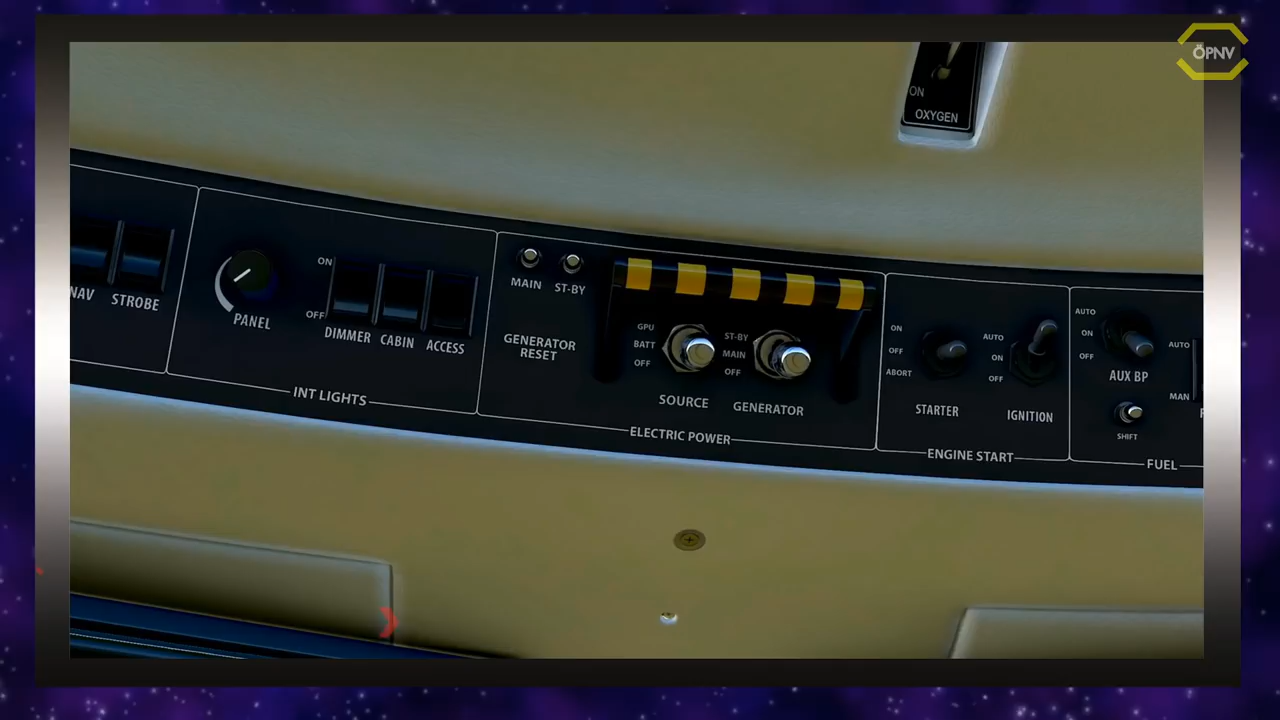 ÖPNV
ON
OXYGEN
NAV
STROBE
PANEL
ON
OFF
DIMMER
CABIN
ACCESS
INT LIGHTS
MAIN
ST-BY
GENERATOR
RESET
GPU
BATT
OFF
SOURCE
ST-BY
MAIN
OFF
GENERATOR
ELECTRIC POWER
ON
OFF
ABORT
STARTER
AUTO
ON
OFF
IGNITION
ENGINE START
AUTO
ON
OFF
AUX BP
SHIFT
AUTO
MAN
FUEL